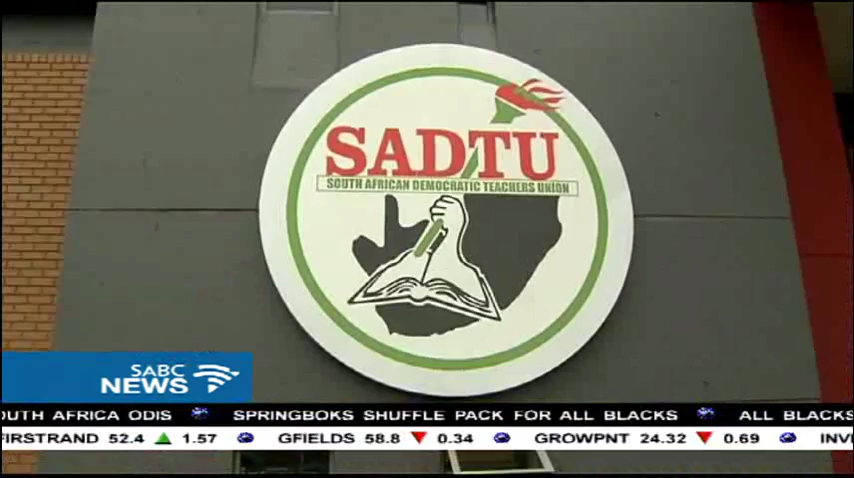 SADTU
SOUTH AFRICAN DEMOCRATIC TEACHERS UNION
SABC
NEWS
OUTH AFRICA ODIS SPRINGBOKS SHUFFLE PACK FOR ALL BLACKS ALL BLACKS
FIRSTRAND 52.4 1.57 GFIELDS 58.8 0.34 GROWPNT 24.32 0.69 INV